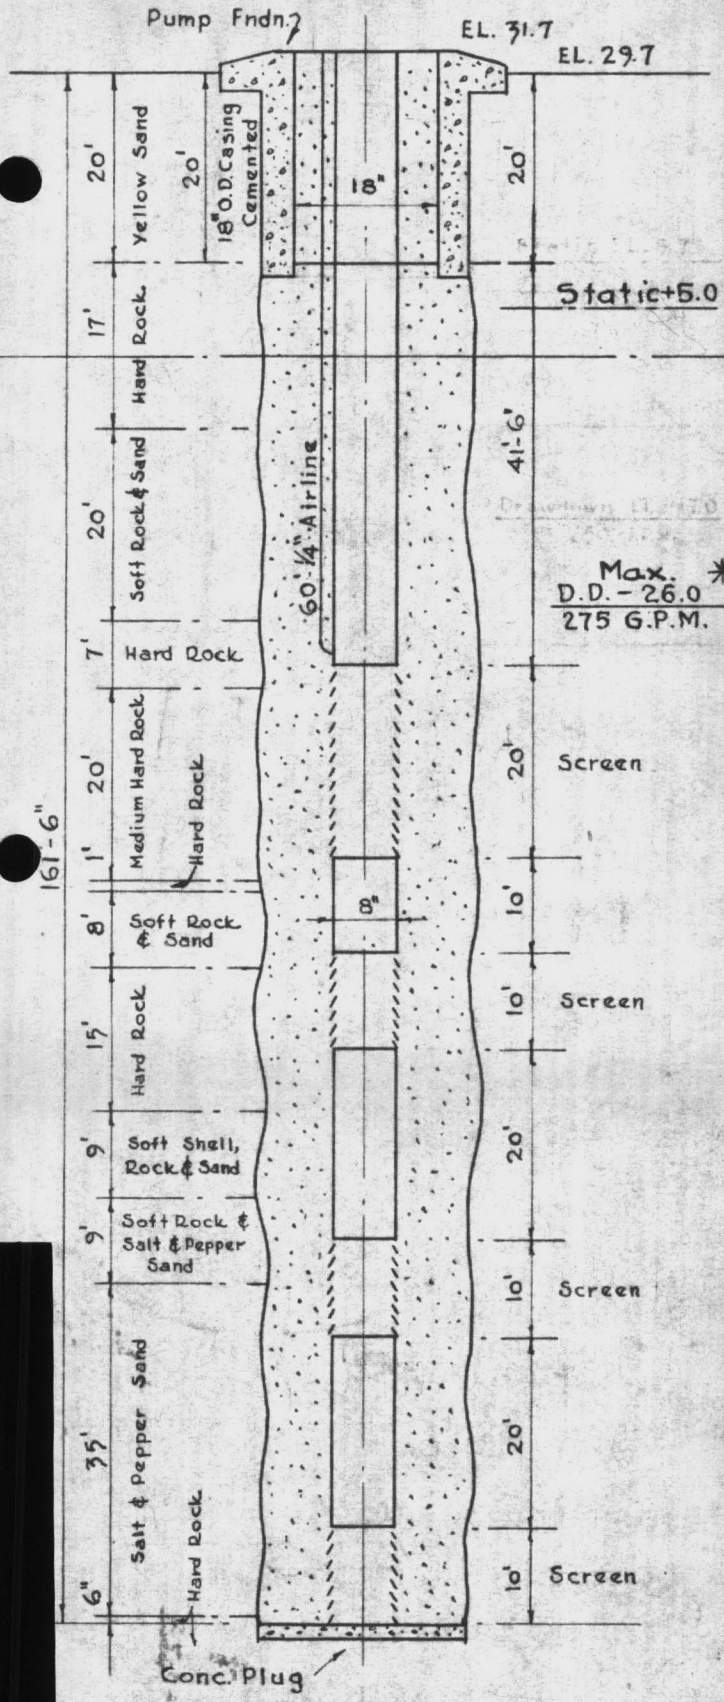 Pump Fndn.
EL. 31.7
EL. 29.7
20'
Yellow Sand
20'
18" O.D. Casing
Cemented
18"
20'
Static+5.0
17'
Hard Rock
41'-6"
20'
Soft Rock & Sand
60'-1/4" Airline
Max. *
D.D. - 26.0
275 G.P.M.
7'
Hard Rock
20'
Medium Hard Rock
Hard Rock
20'
Screen
161'-6"
1'
8'
Soft Rock
& Sand
8"
10'
15'
Hard Rock
10'
Screen
9'
Soft Shell,
Rock & Sand
20'
9'
Soft Rock &
Salt & Pepper
Sand
10'
Screen
35'
Salt & Pepper Sand
20'
6"
Hard Rock
10'
Screen
Conc. Plug